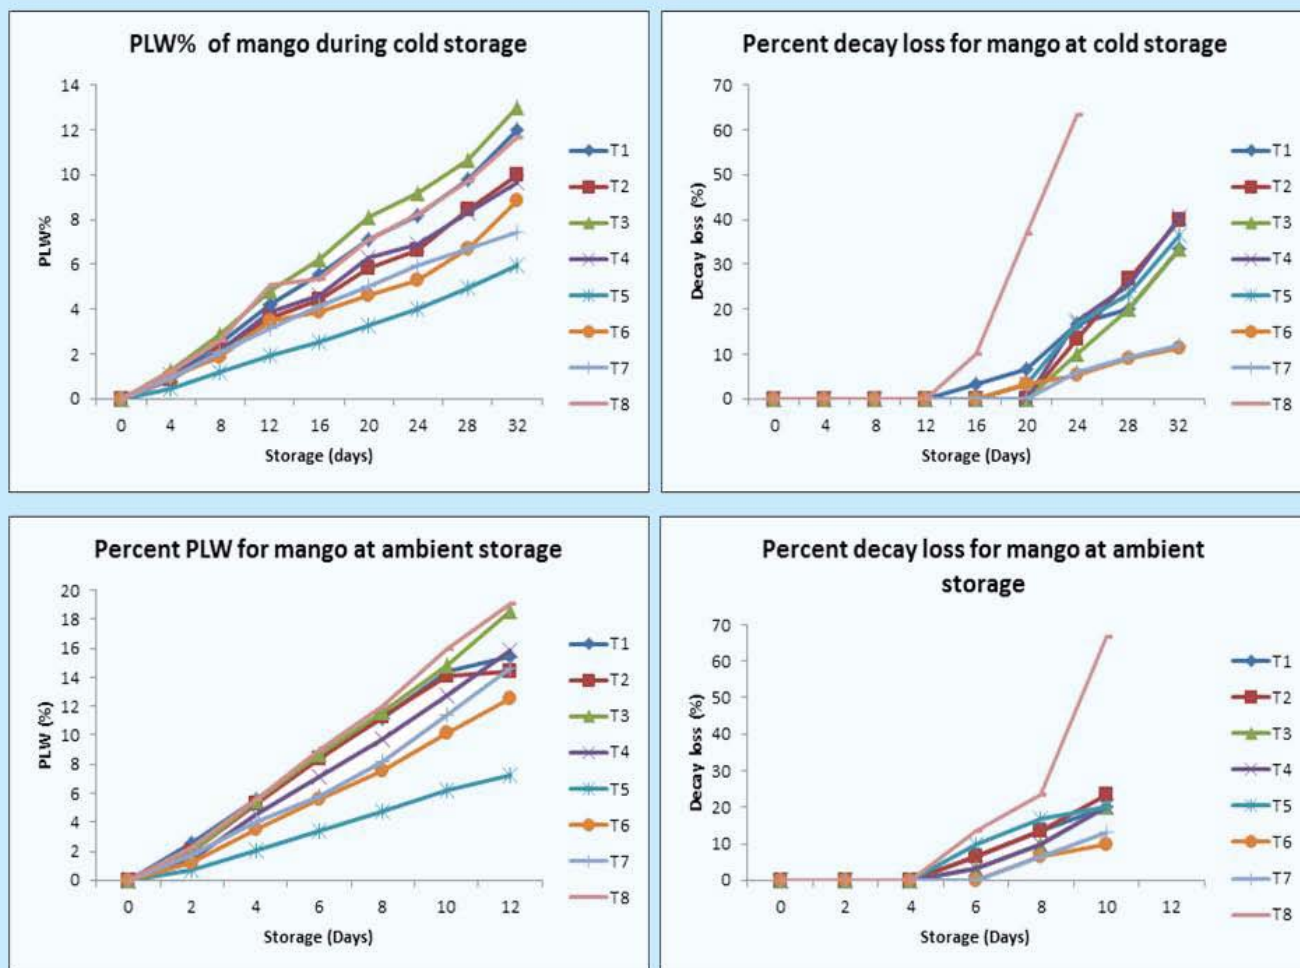 PLW% of mango during cold storage
14
12
10
8
6
4
2
0
PLW%
0 4 8 12 16 20 24 28 32
Storage (days)
T1
T2
T3
T4
T5
T6
T7
T8
Percent decay loss for mango at cold storage
70
60
50
40
30
20
10
0
Decay loss (%)
0 4 8 12 16 20 24 28 32
Storage (Days)
T1
T2
T3
T4
T5
T6
T7
T8
Percent PLW for mango at ambient storage
20
18
16
14
12
10
8
6
4
2
0
PLW (%)
0 2 4 6 8 10 12
Storage (Days)
T1
T2
T3
T4
T5
T6
T7
T8
Percent decay loss for mango at ambient
storage
70
60
50
40
30
20
10
0
Decay loss (%)
0 2 4 6 8 10 12
Storage (Days)
T1
T2
T3
T4
T5
T6
T7
T8